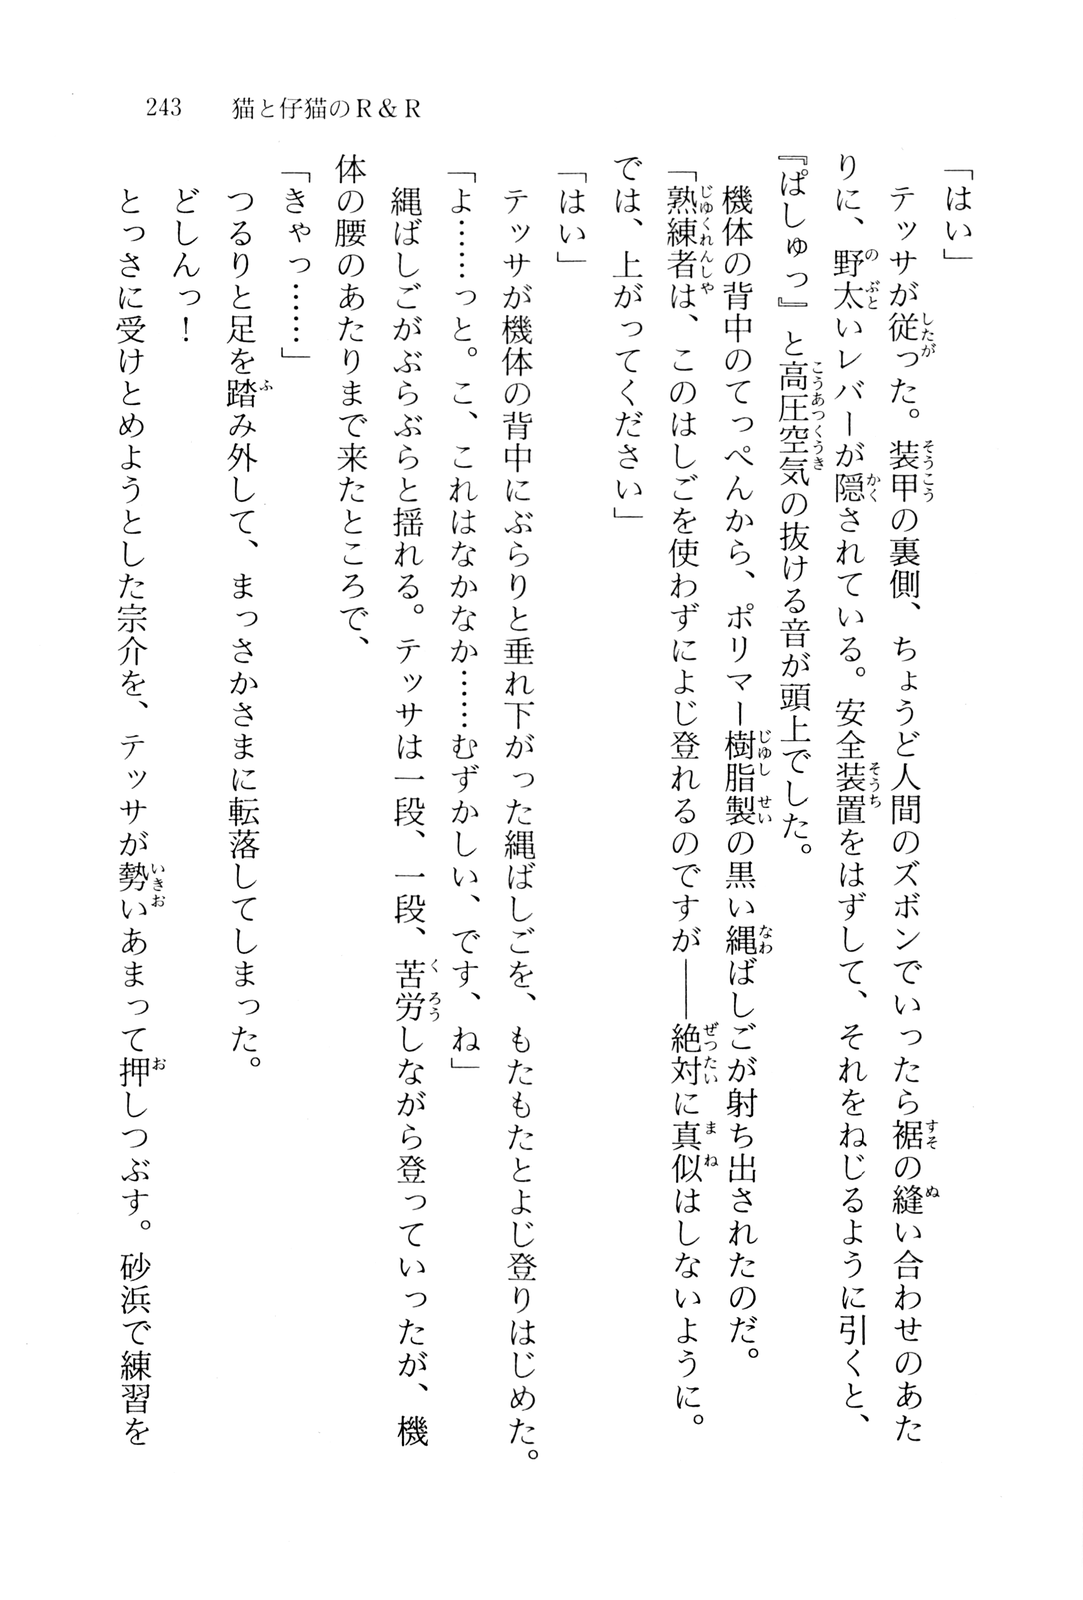 243　猫と仔猫のR＆R
「はい」
　テッサが従った。装甲の裏側、ちょうど人間のズボンでいったら裾の縫い合わせのあた
りに、野太いレバーが隠されている。安全装置をはずして、それをねじるように引くと、
『ぱしゅっ』と高圧空気の抜ける音が頭上でした。
　機体の背中のてっぺんから、ポリマー樹脂製の黒い縄ばしごが射ち出されたのだ。
「熟練者は、このはしごを使わずによじ登れるのですが――絶対に真似はしないように。
では、上がってください」
「はい」
　テッサが機体の背中にぶらりと垂れ下がった縄ばしごを、もたもたとよじ登りはじめた。
「よ……っと。こ、これはなかなか……むずかしい、です、ね」
　縄ばしごがぶらぶらと揺れる。テッサは一段、一段、苦労しながら登っていったが、機
体の腰のあたりまで来たところで、
「きゃっ……」
　つるりと足を踏み外して、まっさかさまに転落してしまった。
　どしんっ！
　とっさに受けとめようとした宗介を、テッサが勢いあまって押しつぶす。砂浜で練習を